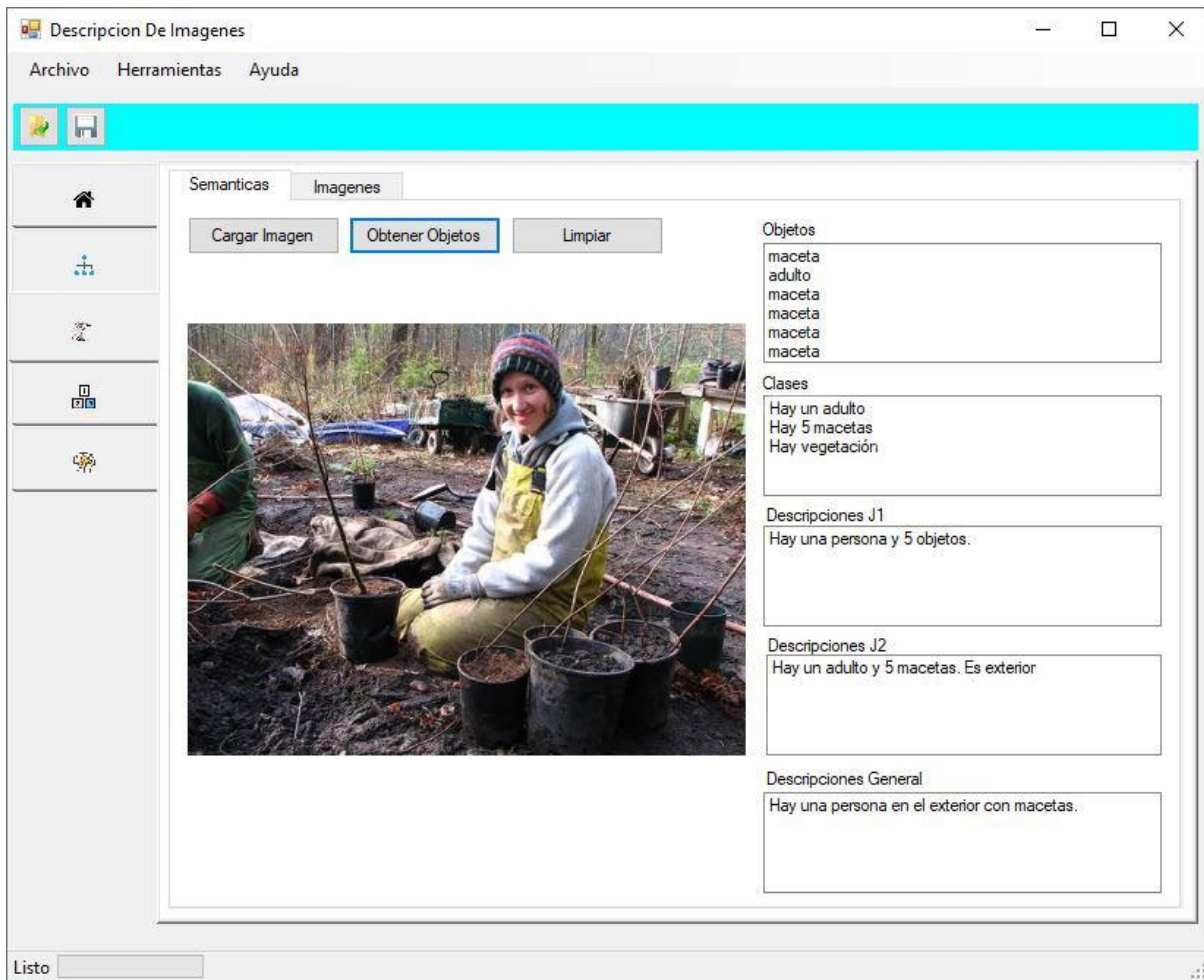 Descripcion De Imagenes
Archivo Herramientas Ayuda
Semanticas Imagenes
Cargar Imagen Obtener Objetos Limpiar
Objetos
maceta
adulto
maceta
maceta
maceta
maceta
Clases
Hay un adulto
Hay 5 macetas
Hay vegetación
Descripciones J1
Hay una persona y 5 objetos.
Descripciones J2
Hay un adulto y 5 macetas. Es exterior
Descripciones General
Hay una persona en el exterior con macetas.
Listo